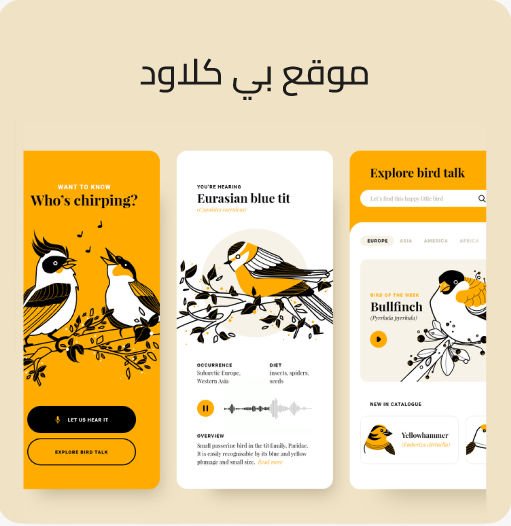 موقع بي كلاود
WANT TO KNOW
Who's chirping?
LET US HEAR IT
EXPLORE BIRD TALK
YOU'RE HEARING
Eurasian blue tit
(Cyanistes caeruleus)
OCCURRENCE
Subarctic Europe,
Western Asia
DIET
insects, spiders,
seeds
OVERVIEW
Small passerine bird in the tit family, Paridae.
It is easily recognisable by its blue and yellow
plumage and small size. Read more
Explore bird talk
Let's find this happy little bird
EUROPE ASIA AMERICA AFRICA
BIRD OF THE WEEK
Bullfinch
(Pyrrhula pyrrhula)
NEW IN CATALOGUE
Yellowhammer
(Emberiza citrinella)